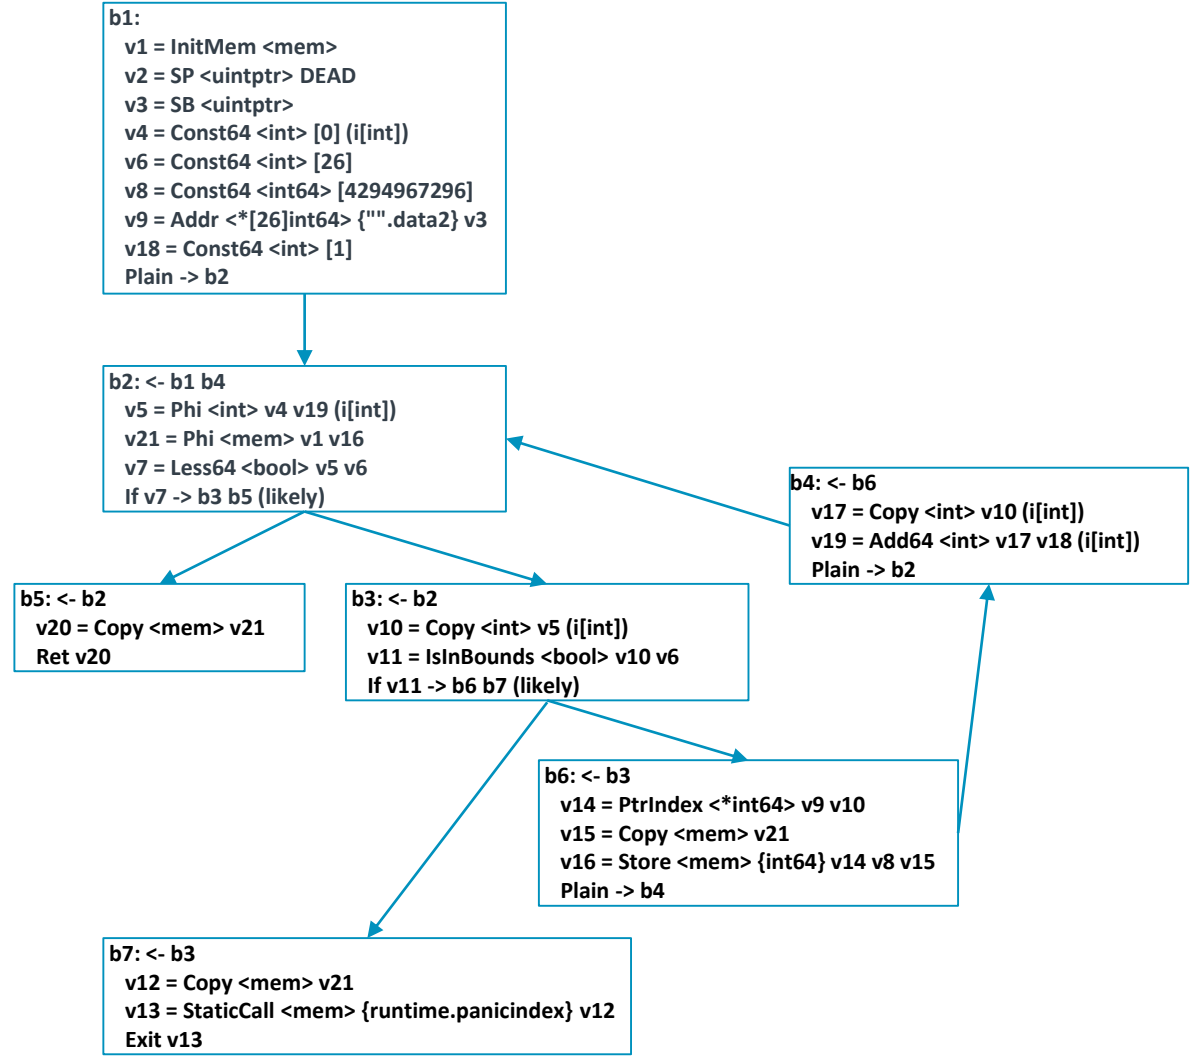 b1:
v1 = InitMem <mem>
v2 = SP <uintptr> DEAD
v3 = SB <uintptr>
v4 = Const64 <int> [0] (i[int])
v6 = Const64 <int> [26]
v8 = Const64 <int64> [4294967296]
v9 = Addr <*[26]int64> {"".data2} v3
v18 = Const64 <int> [1]
Plain -> b2
b2: <- b1 b4
v5 = Phi <int> v4 v19 (i[int])
v21 = Phi <mem> v1 v16
v7 = Less64 <bool> v5 v6
If v7 -> b3 b5 (likely)
b4: <- b6
v17 = Copy <int> v10 (i[int])
v19 = Add64 <int> v17 v18 (i[int])
Plain -> b2
b5: <- b2
v20 = Copy <mem> v21
Ret v20
b3: <- b2
v10 = Copy <int> v5 (i[int])
v11 = IsInBounds <bool> v10 v6
If v11 -> b6 b7 (likely)
b6: <- b3
v14 = PtrIndex <*int64> v9 v10
v15 = Copy <mem> v21
v16 = Store <mem> {int64} v14 v8 v15
Plain -> b4
b7: <- b3
v12 = Copy <mem> v21
v13 = StaticCall <mem> {runtime.panicindex} v12
Exit v13